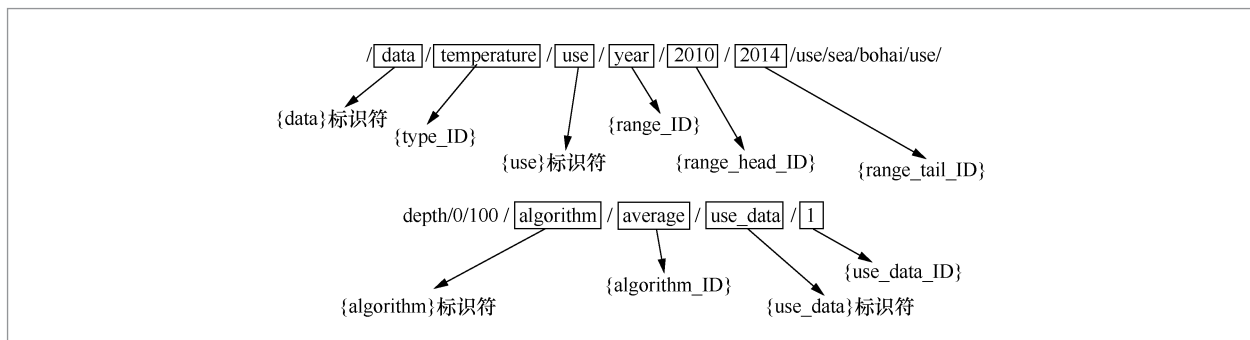 / data / temperature / use / year / 2010 / 2014 /use/sea/bohai/use/
{data}标识符
{type_ID}
{range_ID}
{use}标识符
{range_head_ID}
{range_tail_ID}
depth/0/100 / algorithm / average / use_data / 1
{algorithm}标识符
{algorithm_ID}
{use_data}标识符
{use_data_ID}